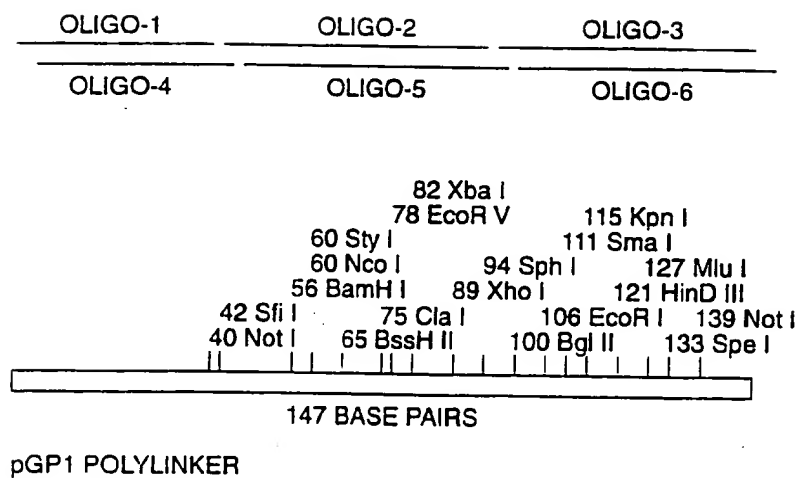 OLIGO-1 OLIGO-2 OLIGO-3
OLIGO-4 OLIGO-5 OLIGO-6
82 Xba I
78 EcoR V 115 Kpn I
60 Sty I 111 Sma I
60 Nco I 94 Sph I 127 Mlu I
56 BamH I 89 Xho I 121 HinD III
42 Sfi I 75 Cla I 106 EcoR I 139 Not I
40 Not I 65 BssH II 100 Bgl II 133 Spe I
147 BASE PAIRS
pGP1 POLYLINKER